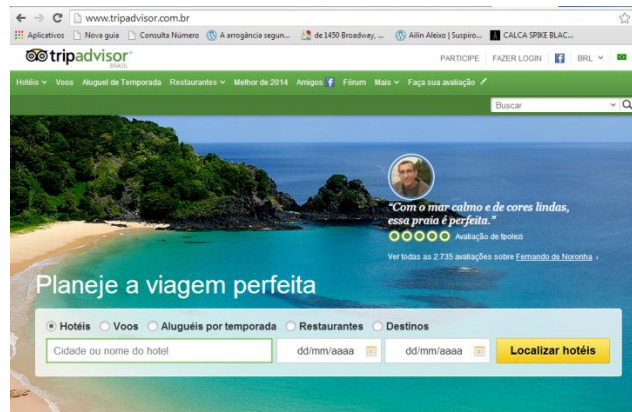 www.tripadvisor.com.br
Aplicativos Nova guia Consulta Número A arrogância segun... de 1450 Broadway, ... Ailin Aleixo | Suspiro... CALCA SPIKE BLAC...
tripadvisor
BRASIL
PARTICIPE FAZER LOGIN BRL
Hotéis Voos Aluguel de Temporada Restaurantes Melhor de 2014 Amigos Fórum Mais Faça sua avaliação
Buscar
"Com o mar calmo e de cores lindas,
essa praia é perfeita."
Avaliação de fpolezi
Ver todas as 2.735 avaliações sobre Fernando de Noronha ›
Planeje a viagem perfeita
Hotéis Voos Aluguéis por temporada Restaurantes Destinos
Cidade ou nome do hotel dd/mm/aaaa dd/mm/aaaa Localizar hotéis